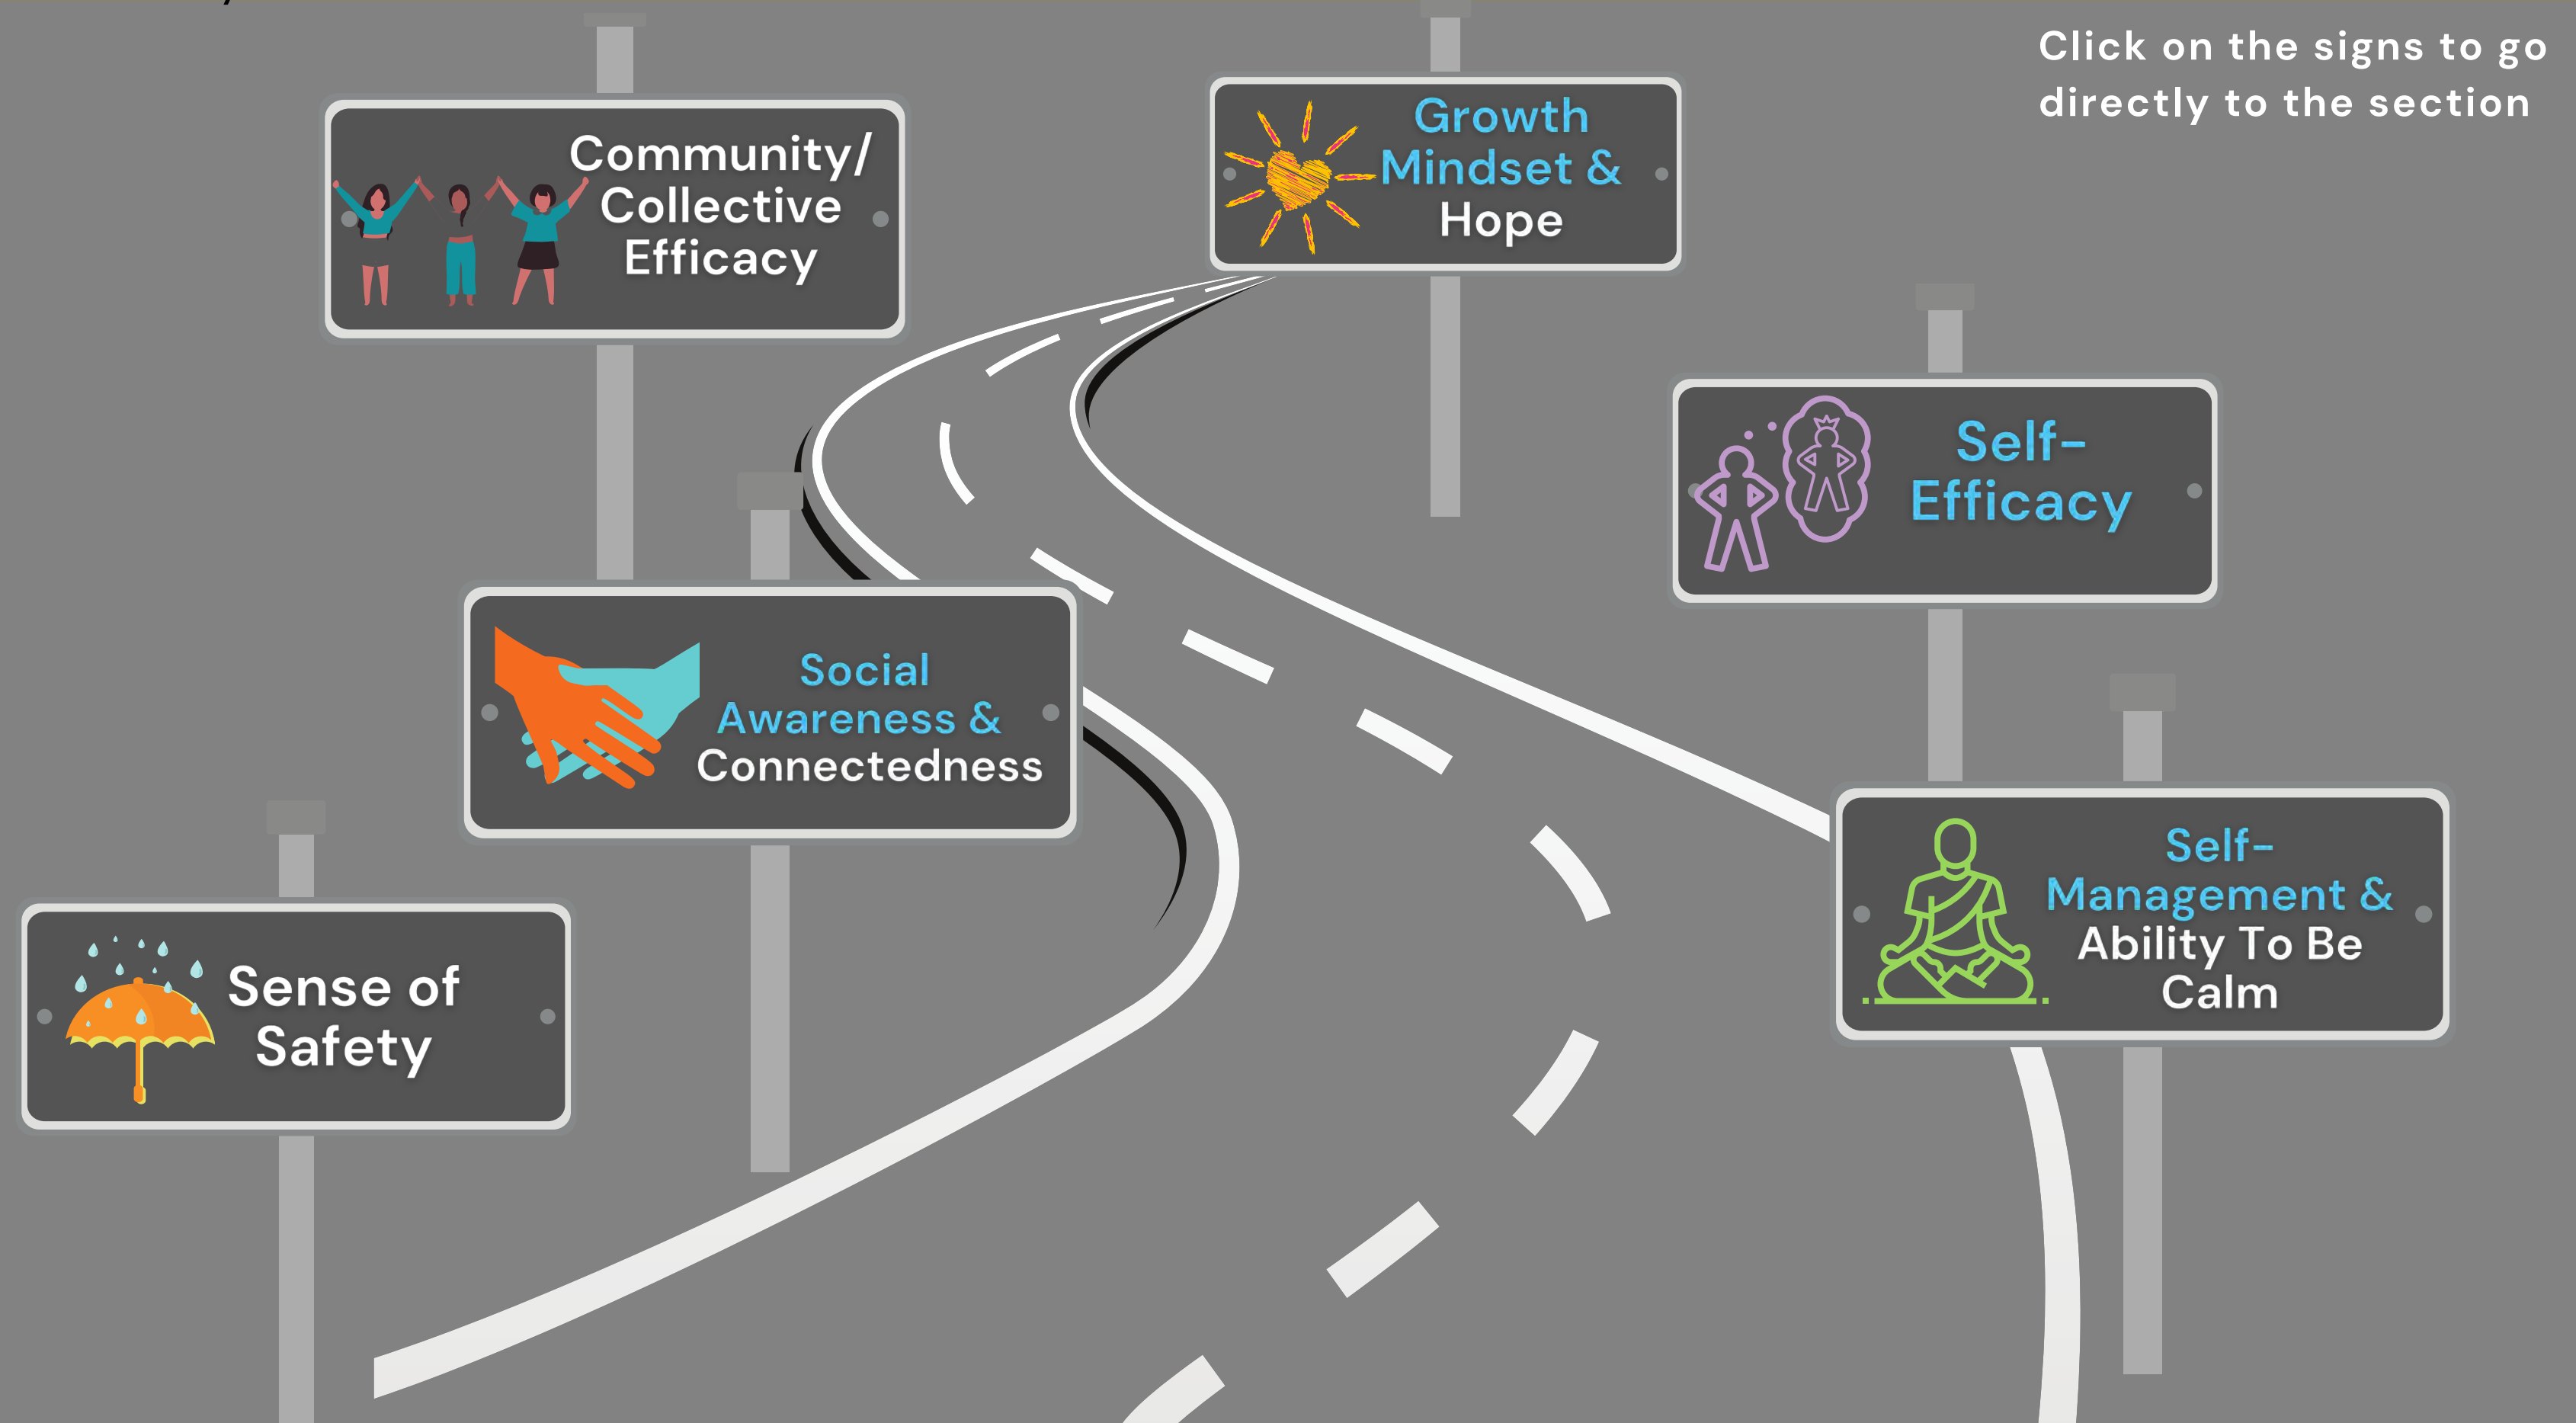 Click on the signs to go
directly to the section
Community/
Collective
Efficacy
Growth
Mindset &
Hope
Self-
Efficacy
Social
Awareness &
Connectedness
Self-
Management &
Ability To Be
Calm
Sense of
Safety